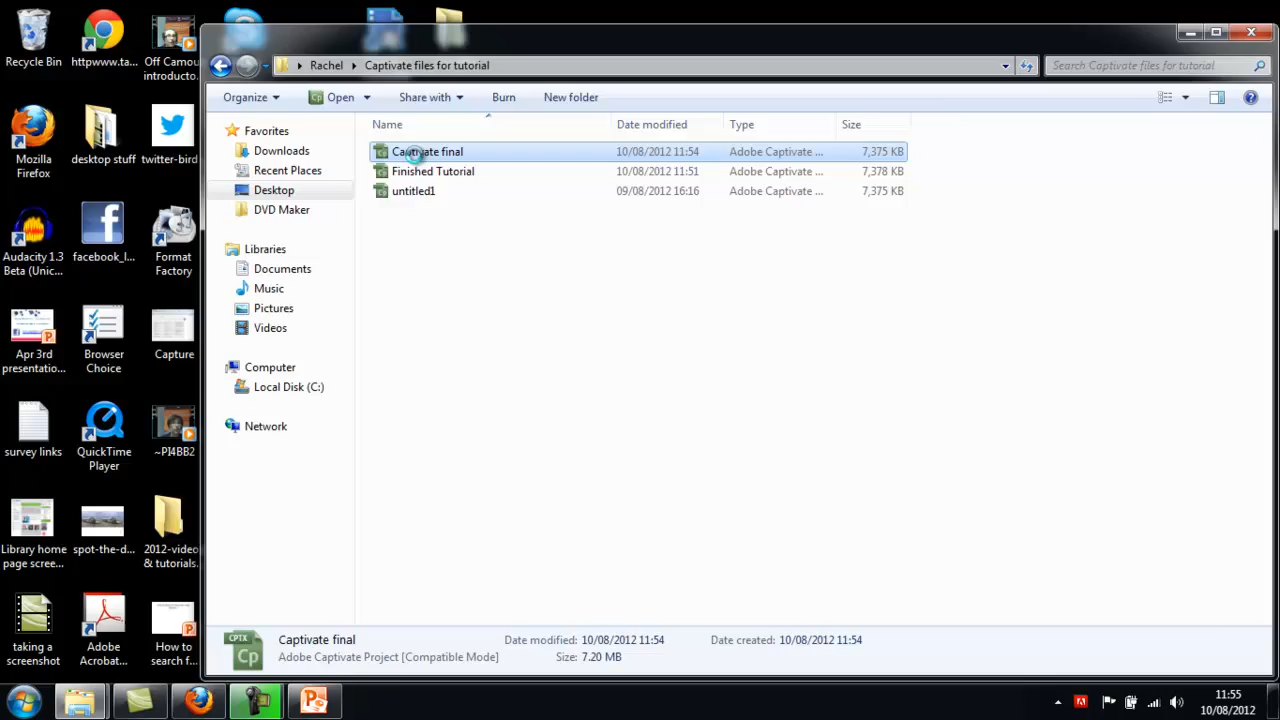 Recycle Bin
httpwww.ta...
Off Camou
introducto...
Mozilla
Firefox
desktop stuff
twitter-bird
Audacity 1.3
Beta (Unic...
facebook_l...
Format
Factory
Apr 3rd
presentatio...
Browser
Choice
Capture
survey links
QuickTime
Player
~PI4BB2
Library home
page scree...
spot-the-d...
2012-video
& tutorials
taking a
screenshot
Adobe
Acrobat...
How to
search f...
Rachel
Captivate files for tutorial
Search Captivate files for tutorial
Organize
Open
Share with
Burn
New folder
Favorites
Downloads
Recent Places
Desktop
DVD Maker
Libraries
Documents
Music
Pictures
Videos
Computer
Local Disk (C:)
Network
Name Date modified Type Size
Captivate final 10/08/2012 11:54 Adobe Captivate ... 7,375 KB
Finished Tutorial 10/08/2012 11:51 Adobe Captivate ... 7,378 KB
untitled1 09/08/2012 16:16 Adobe Captivate ... 7,375 KB
CPTX
Cp
Captivate final Date modified: 10/08/2012 11:54 Date created: 10/08/2012 11:54
Adobe Captivate Project [Compatible Mode] Size: 7.20 MB
11:55
10/08/2012